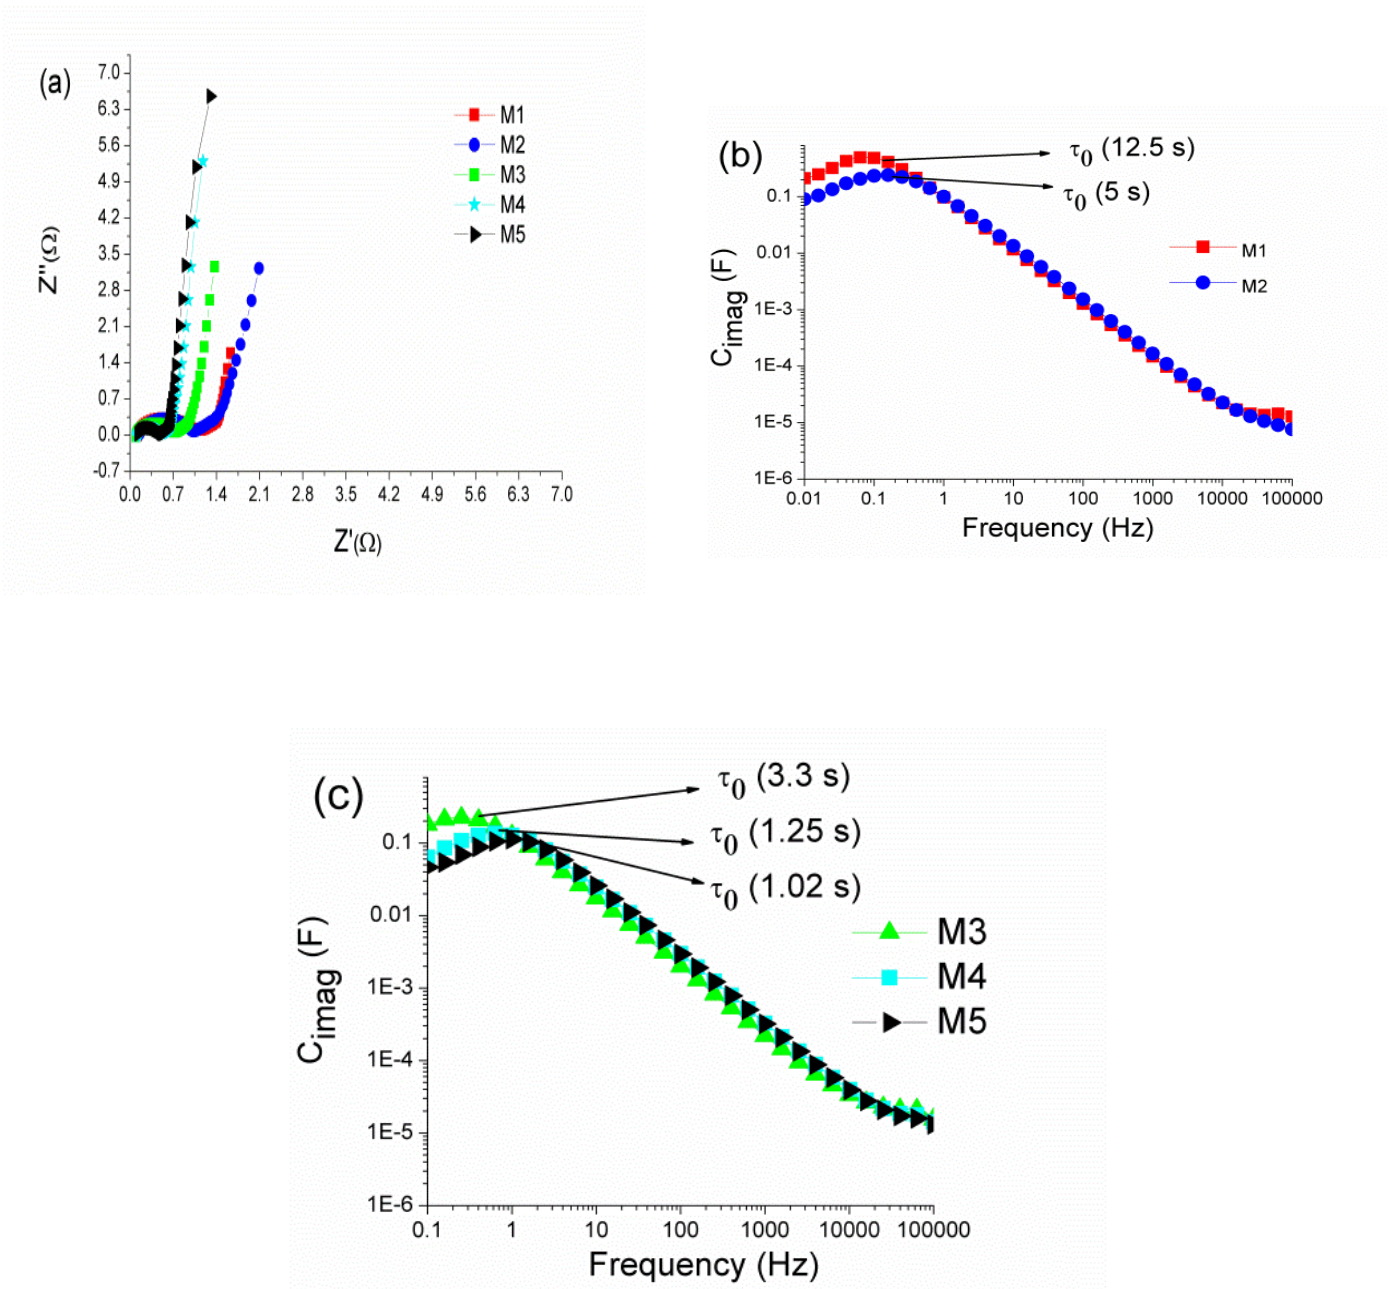 (a)
7.0
6.3
5.6
4.9
4.2
3.5
2.8
2.1
1.4
0.7
0.0
-0.7
Z''(Ω)
0.0 0.7 1.4 2.1 2.8 3.5 4.2 4.9 5.6 6.3 7.0
Z'(Ω)
M1
M2
M3
M4
M5
(b)
τ0 (12.5 s)
τ0 (5 s)
0.1
0.01
1E-3
1E-4
1E-5
1E-6
Cimag (F)
M1
M2
0.01 0.1 1 10 100 1000 10000 100000
Frequency (Hz)
(c)
τ0 (3.3 s)
τ0 (1.25 s)
τ0 (1.02 s)
0.1
0.01
1E-3
1E-4
1E-5
1E-6
Cimag (F)
M3
M4
M5
0.1 1 10 100 1000 10000 100000
Frequency (Hz)